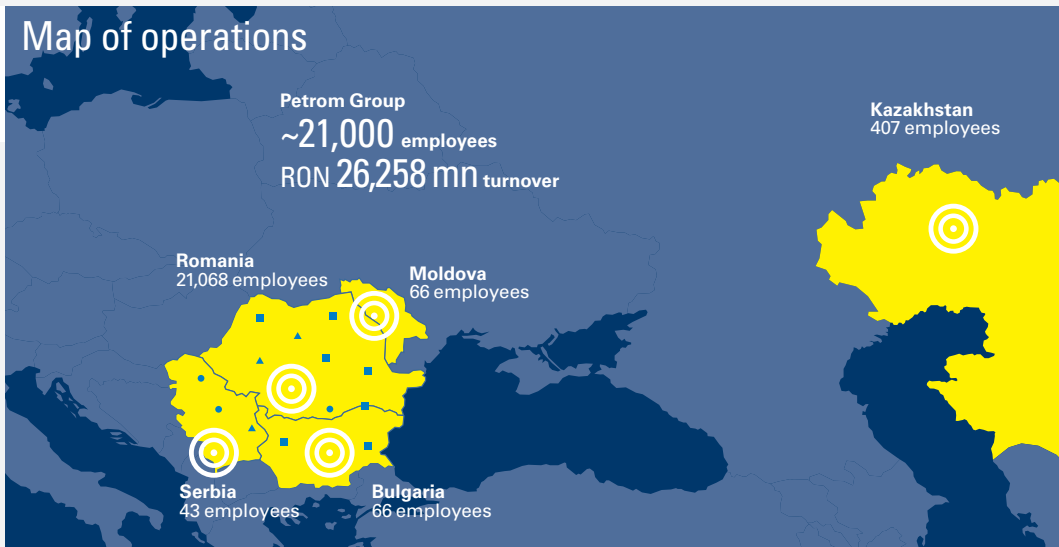 Map of operations
Petrom Group
~21,000 employees
RON 26,258 mn turnover
Kazakhstan
407 employees
Romania
21,068 employees
Moldova
66 employees
Serbia
43 employees
Bulgaria
66 employees